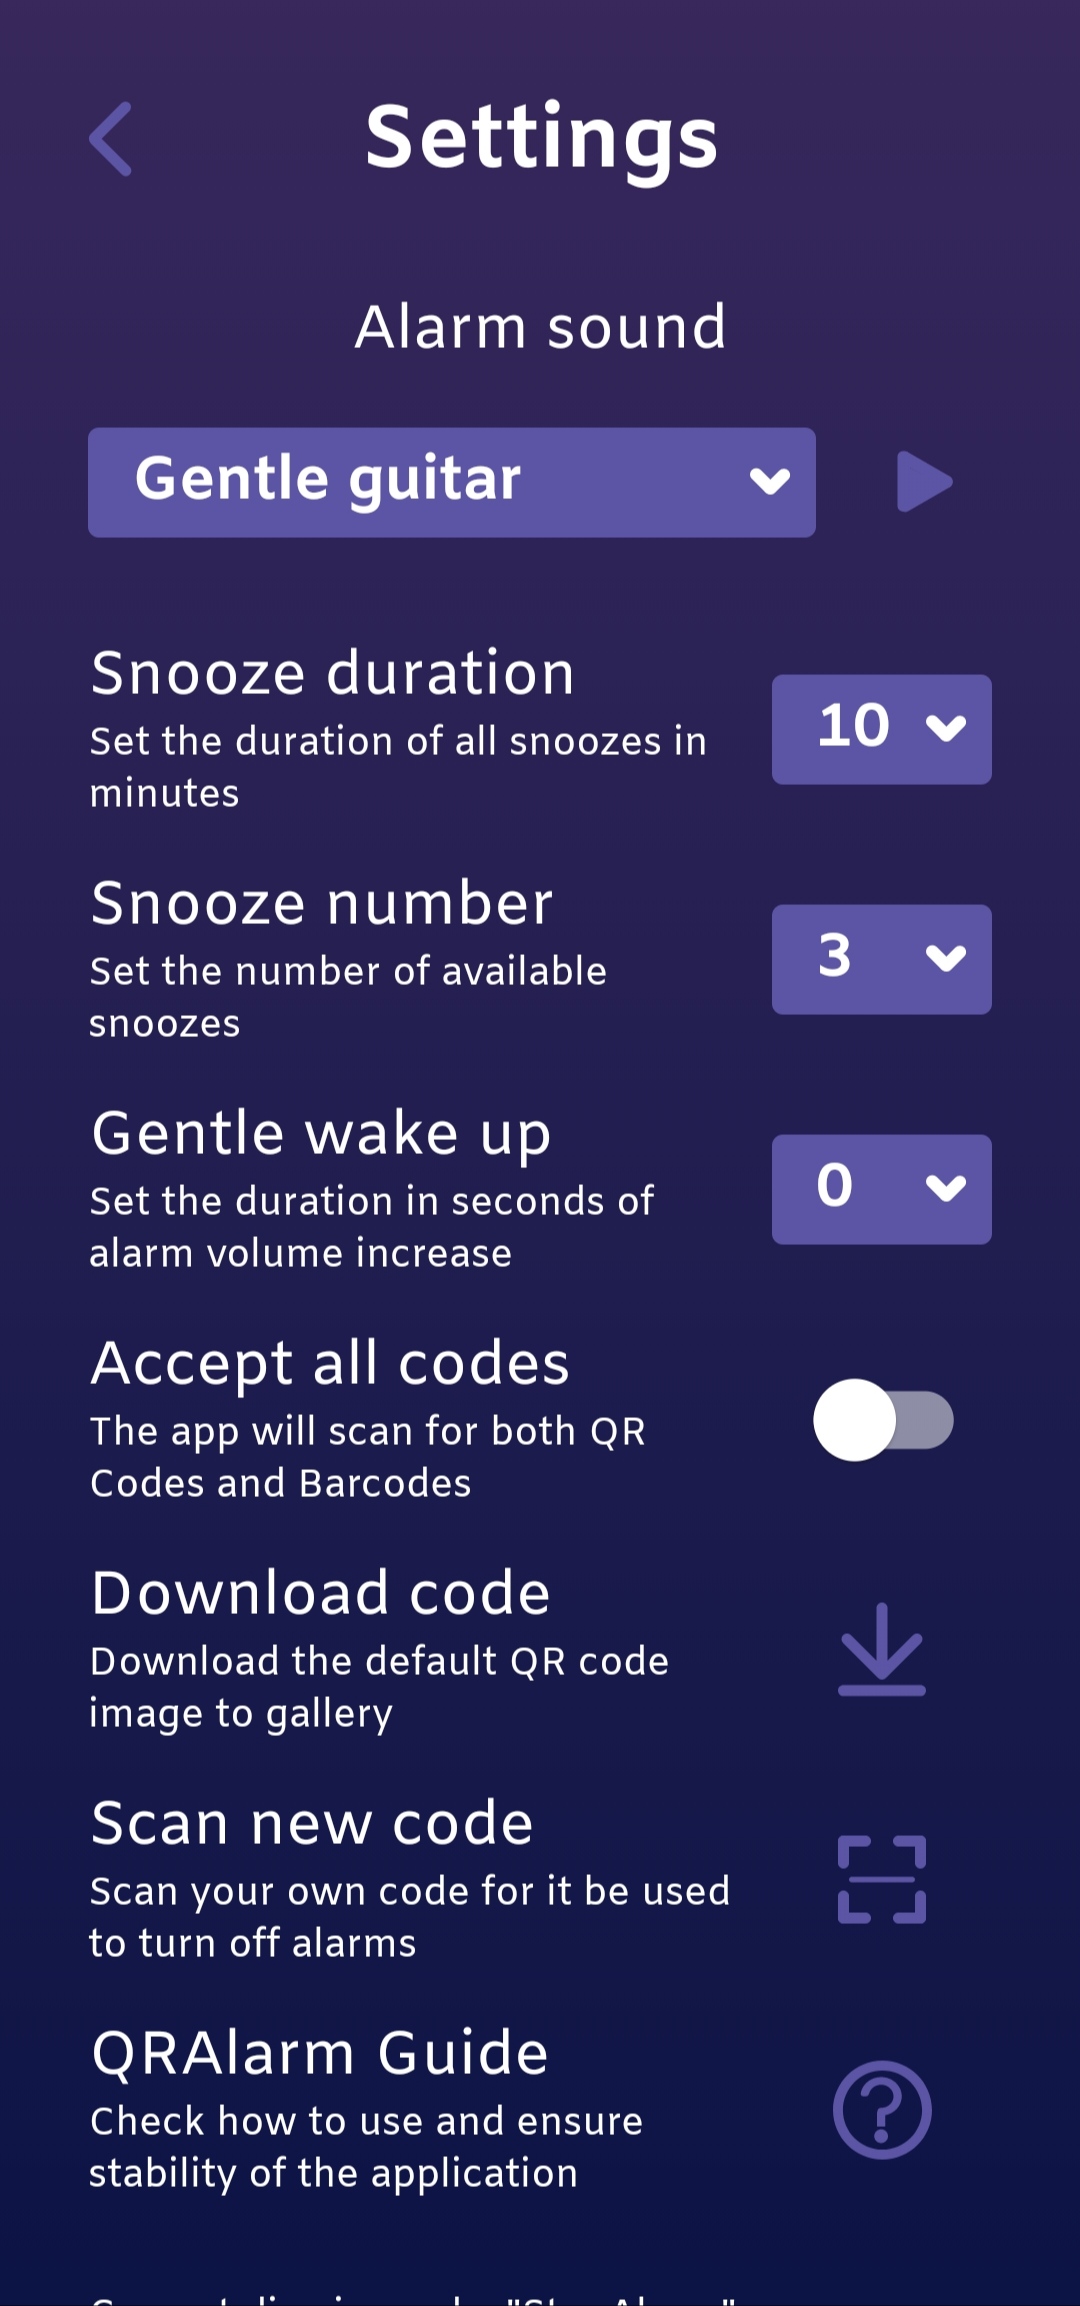 Settings
Alarm sound
Gentle guitar
Snooze duration
Set the duration of all snoozes in
minutes
10
Snooze number
Set the number of available
snoozes
3
Gentle wake up
Set the duration in seconds of
alarm volume increase
0
Accept all codes
The app will scan for both QR
Codes and Barcodes
Download code
Download the default QR code
image to gallery
Scan new code
Scan your own code for it be used
to turn off alarms
QRAlarm Guide
Check how to use and ensure
stability of the application